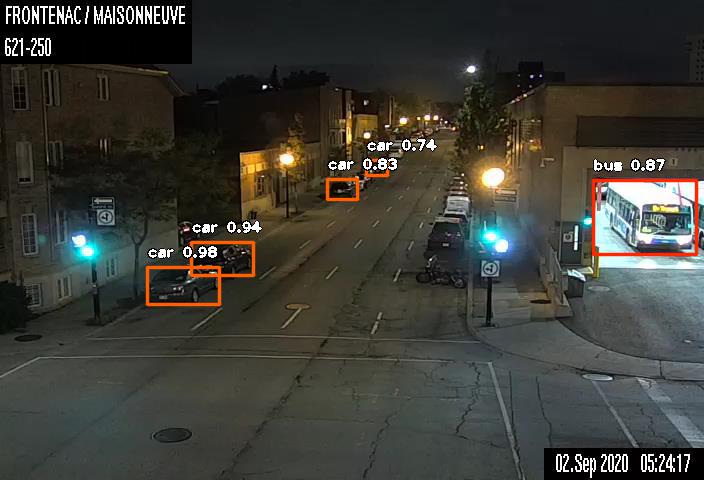 FRONTENAC / MAISONNEUVE
621-250
car 0.74
car 0.83
bus 0.87
car 0.94
car 0.98
02.Sep 2020 05:24:17